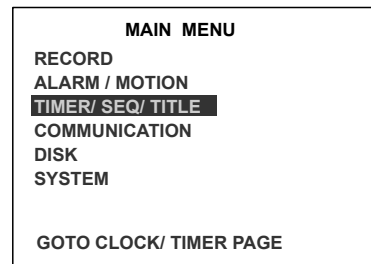 MAIN MENU
RECORD
ALARM / MOTION
TIMER/ SEQ/ TITLE
COMMUNICATION
DISK
SYSTEM
GOTO CLOCK/ TIMER PAGE